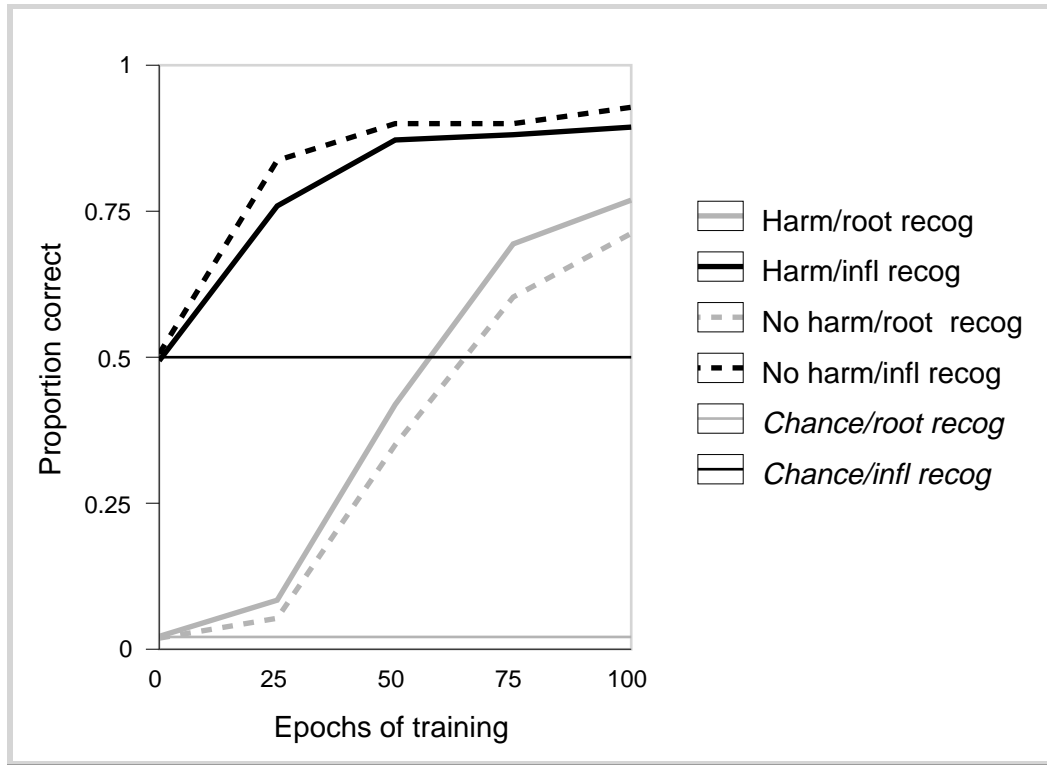 1
0.75
0.5
0.25
0
Proportion correct
0 25 50 75 100
Epochs of training
Harm/root recog
Harm/infl recog
No harm/root recog
No harm/infl recog
Chance/root recog
Chance/infl recog